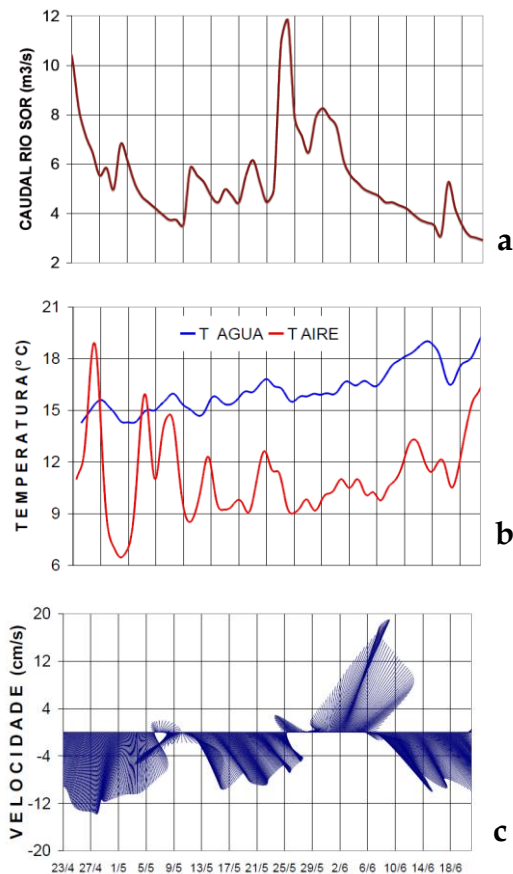 12
10
8
6
4
2
CAUDAL RIO SOR (m3/s)
a
21
18
15
12
9
6
TEMPERATURA (º C)
T AGUA T AIRE
b
20
12
4
-4
-12
-20
VELOCIDADE (cm/s)
c
23/4 27/4 1/5 5/5 9/5 13/5 17/5 21/5 25/5 29/5 2/6 6/6 10/6 14/6 18/6